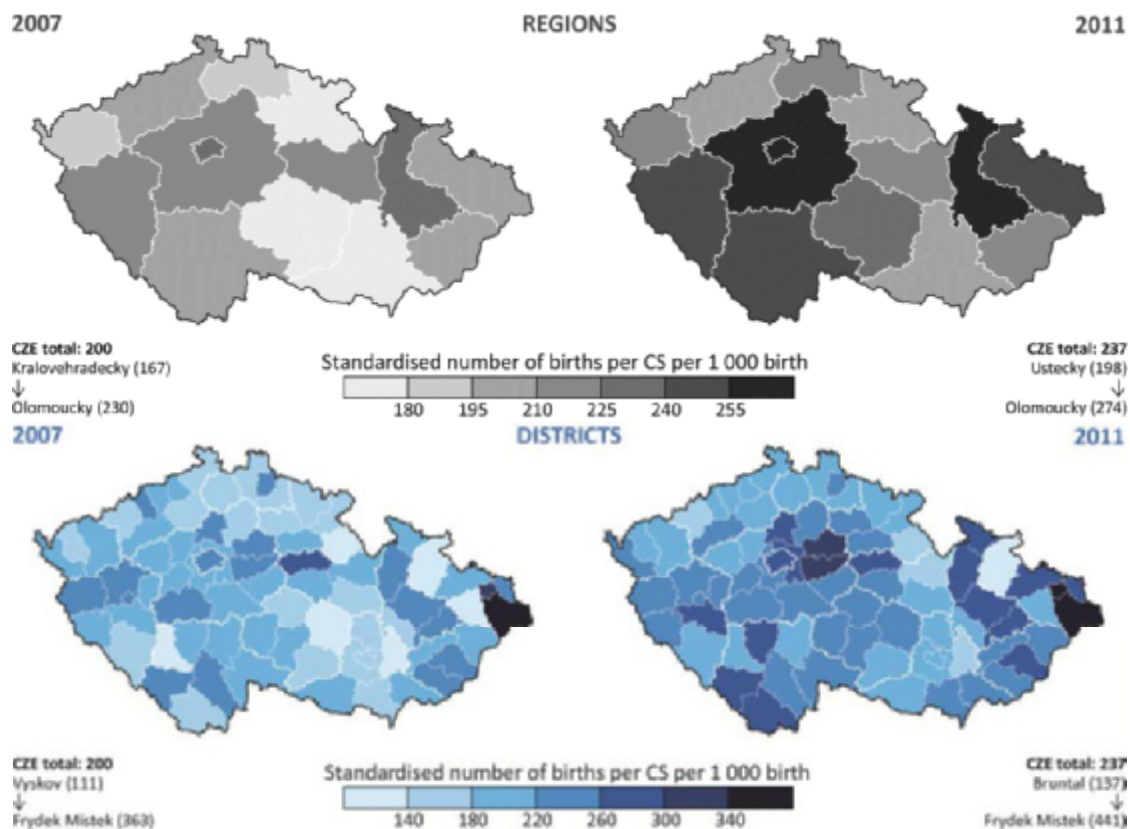 2007 REGIONS 2011
CZE total: 200
Kralovehradecky (167)
↓
Olomoucky (230)
Standardised number of births per CS per 1 000 birth
180 195 210 225 240 255
CZE total: 237
Ustecky (198)
↓
Olomoucky (274)
2007 DISTRICTS 2011
CZE total: 200
Vyskov (111)
↓
Frydek Mistek (363)
Standardised number of births per CS per 1 000 birth
140 180 220 260 300 340
CZE total: 237
Bruntal (137)
↓
Frydek Mistek (441)